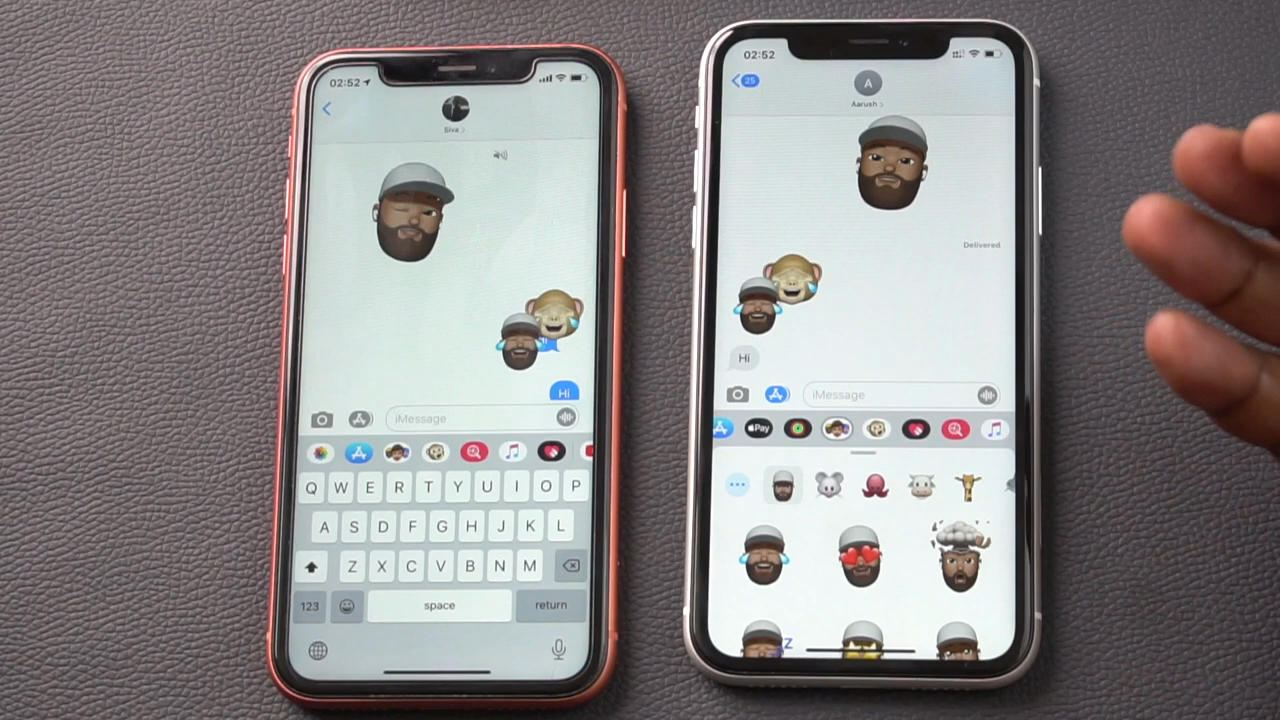 02:52
Siva
Hi
iMessage
Q W E R T Y U I O P
A S D F G H J K L
Z X C V B N M
123 space return
02:52
25
A
Aarush
Delivered
Hi
iMessage
Pay
Z